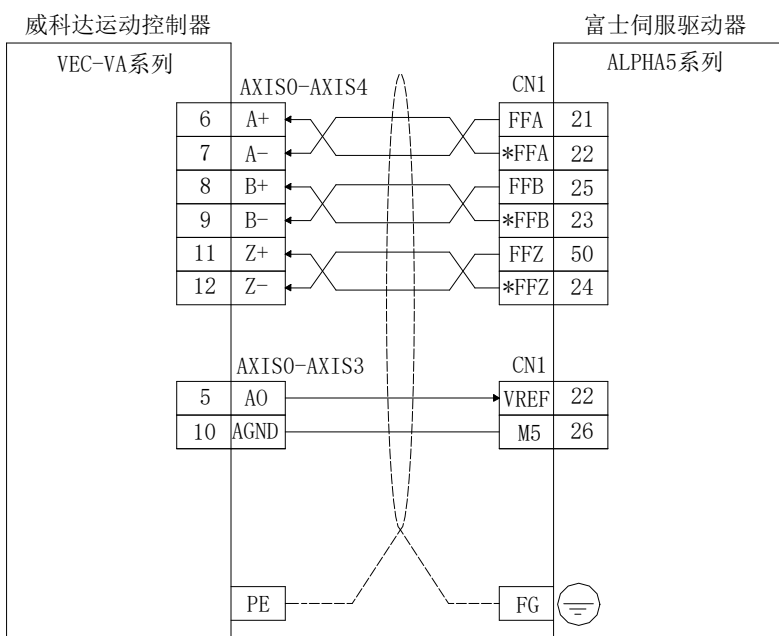 威科达运动控制器 富士伺服驱动器
VEC-VA系列 ALPHA5系列
AXIS0-AXIS4 CN1
6 A+ FFA 21
7 A- *FFA 22
8 B+ FFB 25
9 B- *FFB 23
11 Z+ FFZ 50
12 Z- *FFZ 24
AXIS0-AXIS3 CN1
5 AO VREF 22
10 AGND M5 26
PE FG